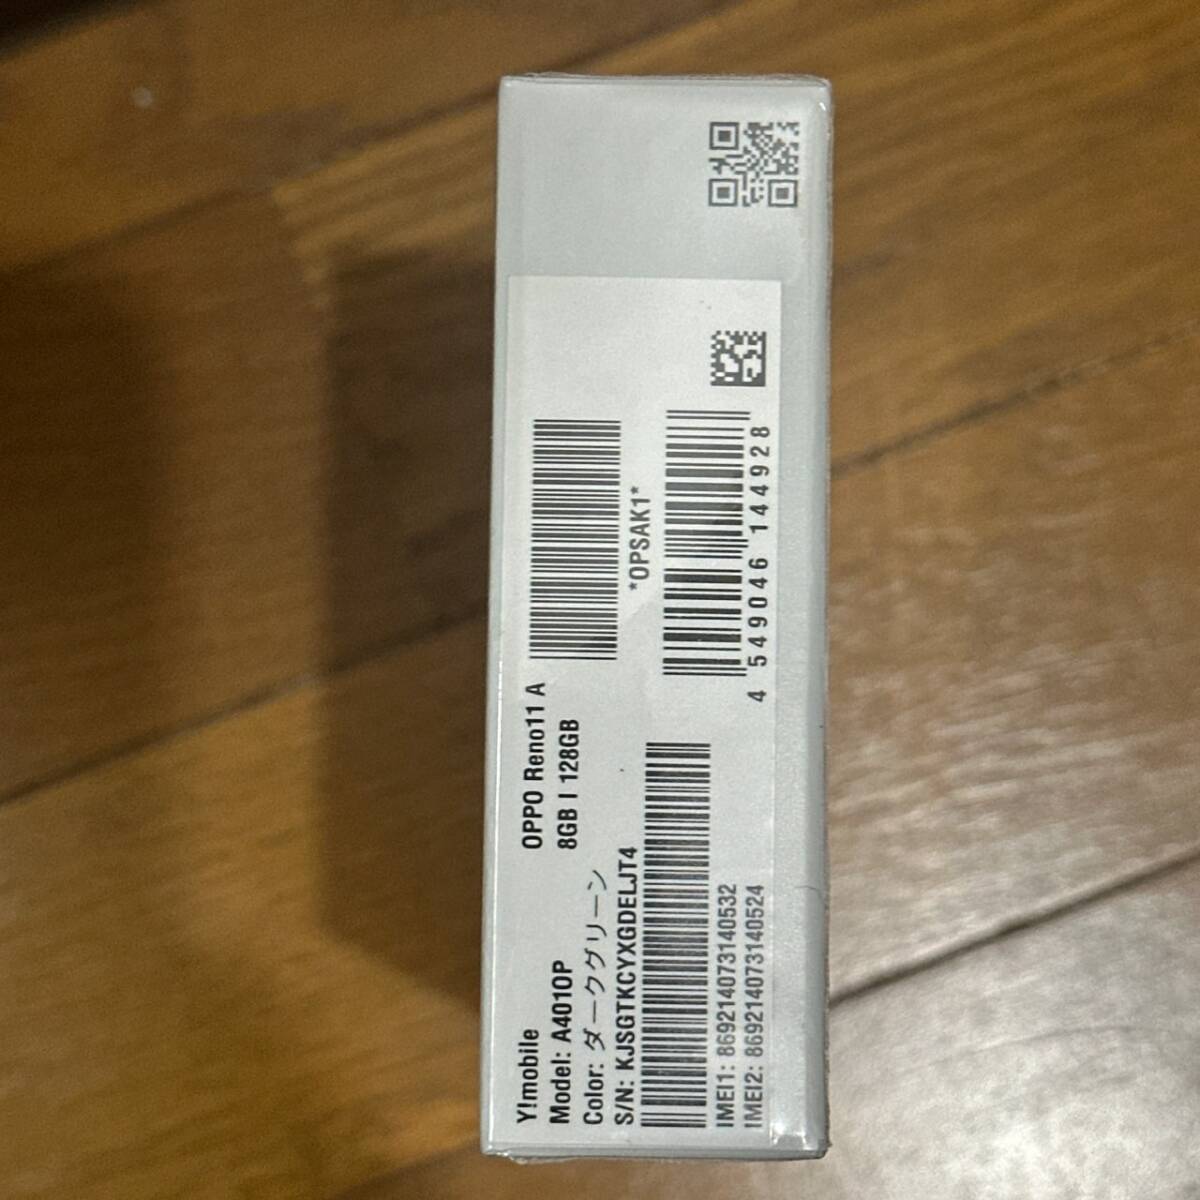 Y!mobile
OPPO Reno11 A
Model: A401OP
8GB | 128GB
Color: ダークグリーン
S/N: KJSGTKCYXGDELJT4
IMEI1: 869214073140532
IMEI2: 869214073140524
*OPSAK1*
4 549046 144928